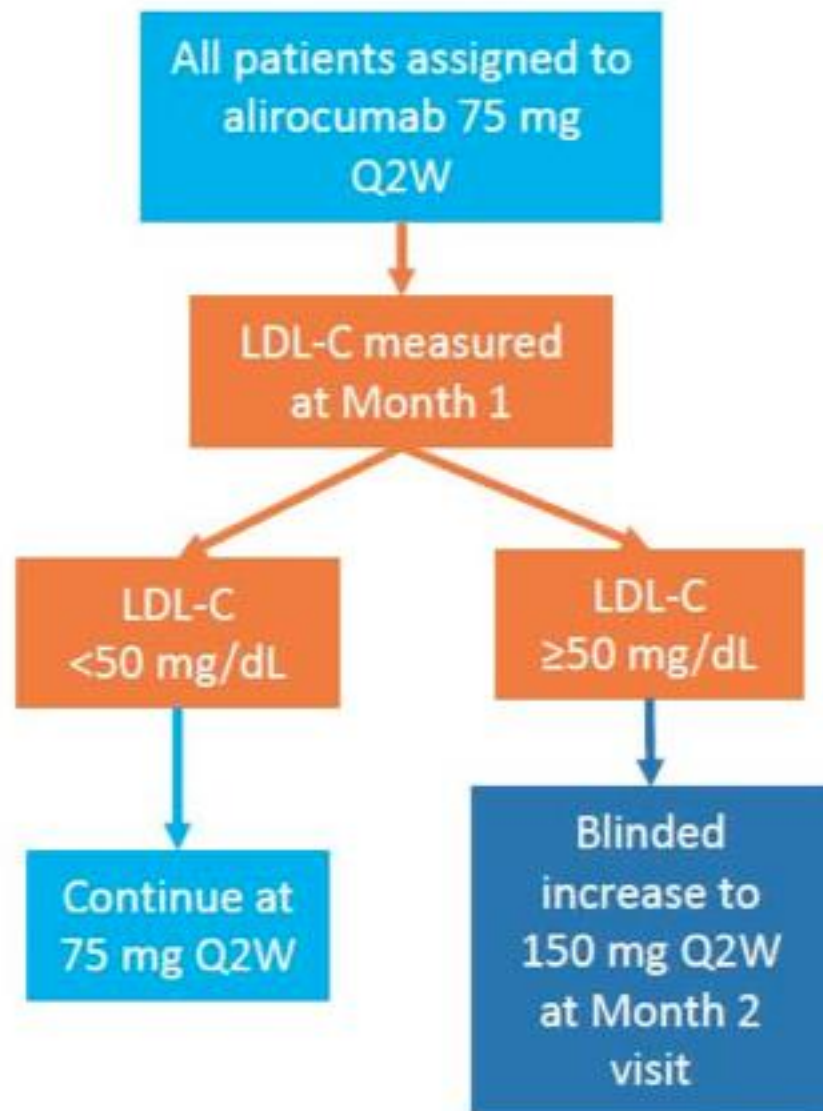 All patients assigned to
alirocumab 75 mg
Q2W
LDL-C measured
at Month 1
LDL-C
<50 mg/dL
LDL-C
≥50 mg/dL
Continue at
75 mg Q2W
Blinded
increase to
150 mg Q2W
at Month 2
visit